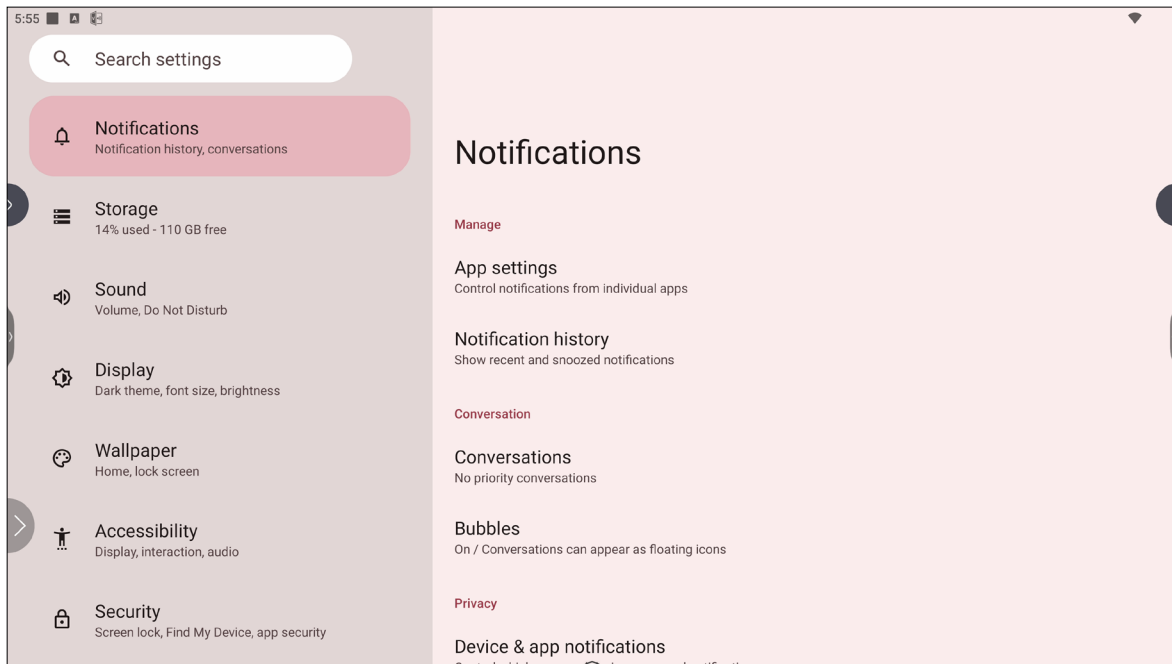 5:55
Search settings
Notifications
Notification history, conversations
Storage
14% used - 110 GB free
Sound
Volume, Do Not Disturb
Display
Dark theme, font size, brightness
Wallpaper
Home, lock screen
Accessibility
Display, interaction, audio
Security
Screen lock, Find My Device, app security
Notifications
Manage
App settings
Control notifications from individual apps
Notification history
Show recent and snoozed notifications
Conversation
Conversations
No priority conversations
Bubbles
On / Conversations can appear as floating icons
Privacy
Device & app notifications